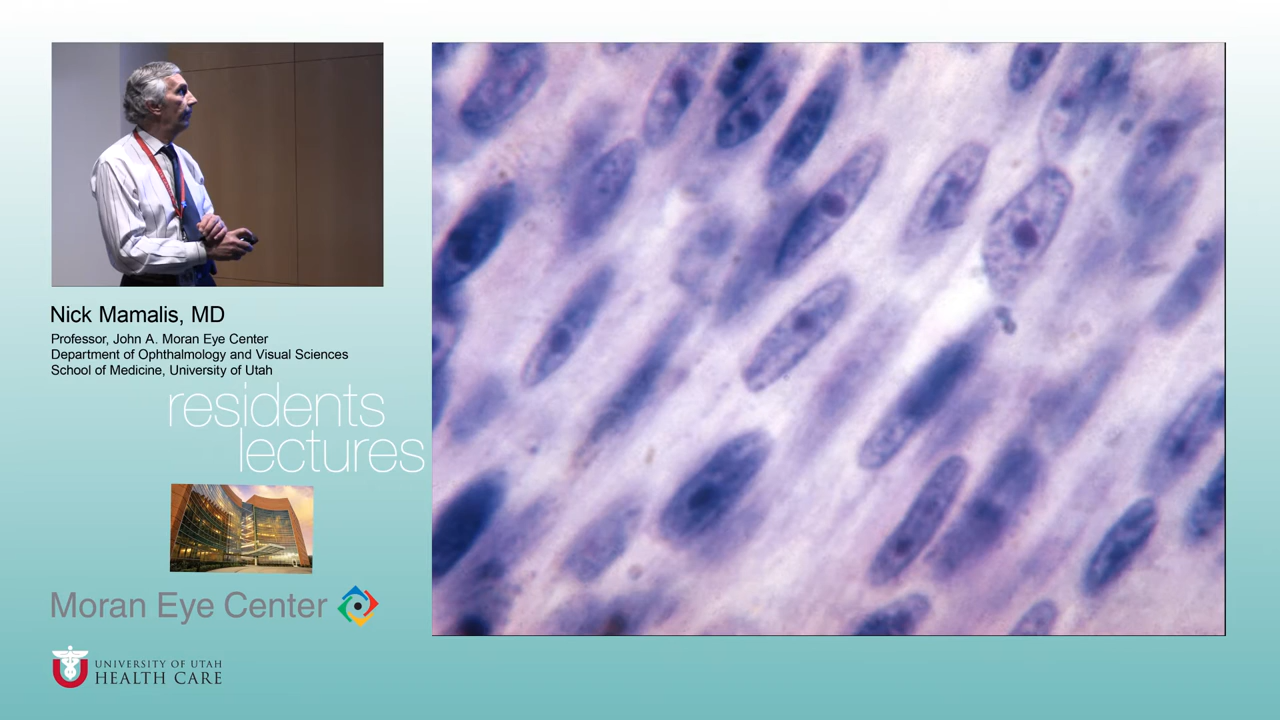 Nick Mamalis, MD
Professor, John A. Moran Eye Center
Department of Ophthalmology and Visual Sciences
School of Medicine, University of Utah
residents
lectures
Moran Eye Center
UNIVERSITY OF UTAH
HEALTH CARE